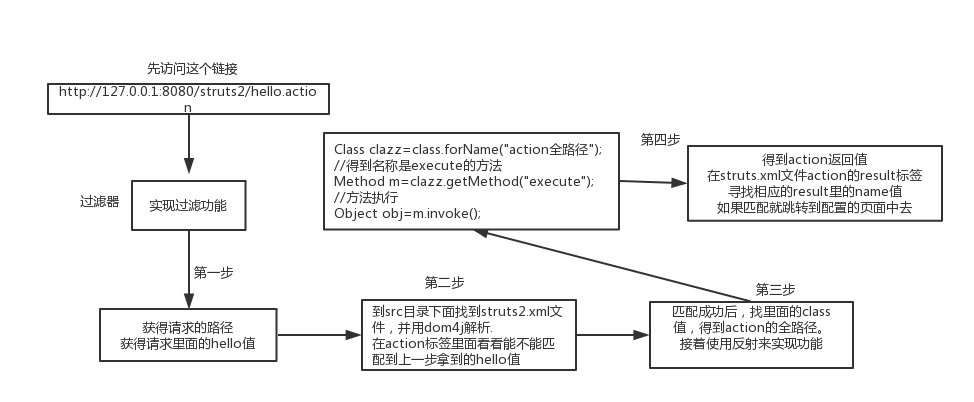 先访问这个链接
http://127.0.0.1:8080/struts2/hello.actio
n
过滤器
实现过滤功能
第一步
获得请求的路径
获得请求里面的hello值
第二步
到src目录下面找到struts2.xml文
件，并用dom4j解析.
在action标签里面看看能不能匹
配到上一步拿到的hello值
第三步
匹配成功后，找里面的class
值，得到action的全路径。
接着使用反射来实现功能
Class clazz=class.forName("action全路径");
//得到名称是execute的方法
Method m=clazz.getMethod("execute");
//方法执行
Object obj=m.invoke();
第四步
得到action返回值
在struts.xml文件action的result标签
寻找相应的result里的name值
如果匹配就跳转到配置的页面中去